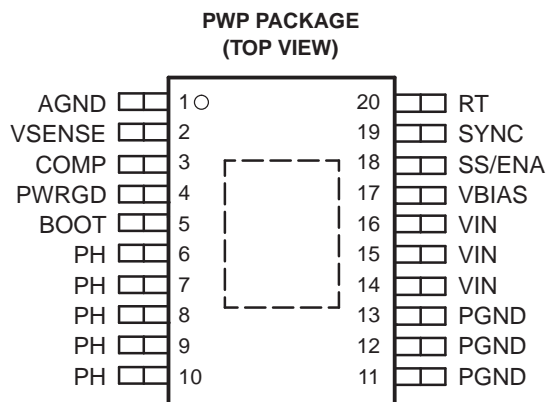 PWP PACKAGE
(TOP VIEW)
AGND 1 20 RT
VSENSE 2 19 SYNC
COMP 3 18 SS/ENA
PWRGD 4 17 VBIAS
BOOT 5 16 VIN
PH 6 15 VIN
PH 7 14 VIN
PH 8 13 PGND
PH 9 12 PGND
PH 10 11 PGND